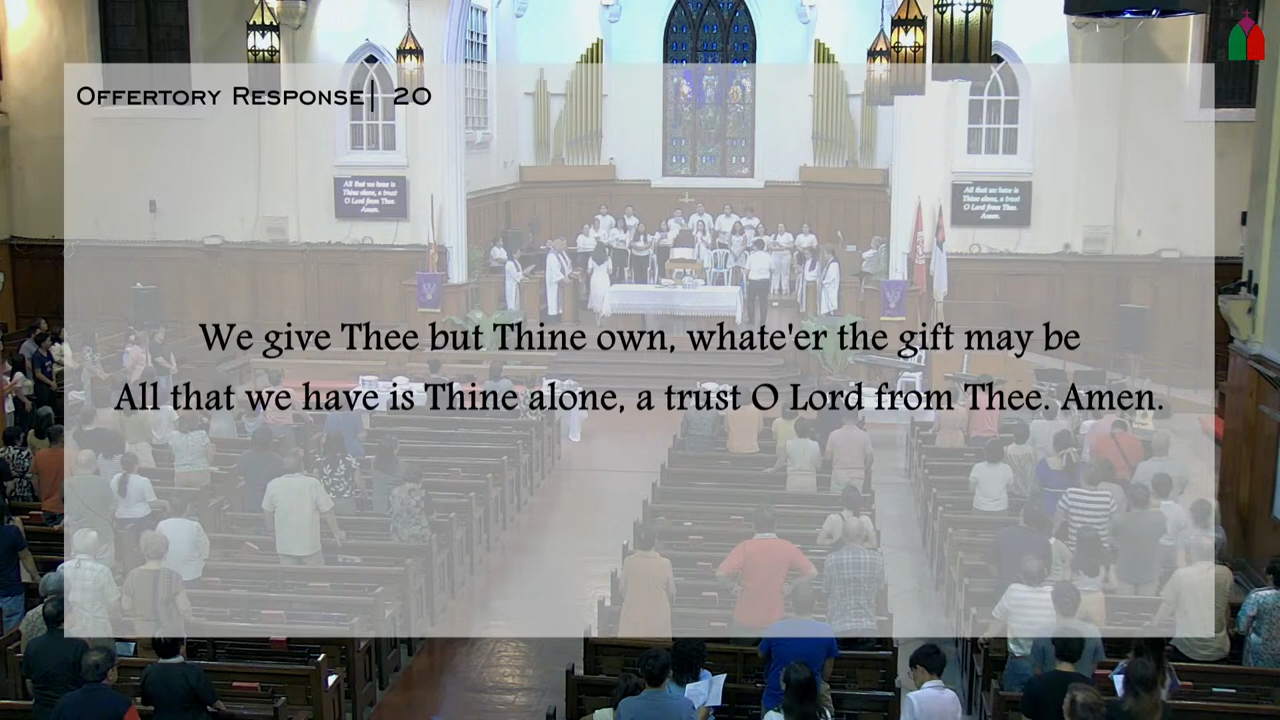 Offertory Response| 20
All that we have is
Thine alone, a trust
O Lord from Thee.
Amen.
All that we have is
Thine alone, a trust
O Lord from Thee.
Amen.
We give Thee but Thine own, whate'er the gift may be
All that we have is Thine alone, a trust O Lord from Thee. Amen.